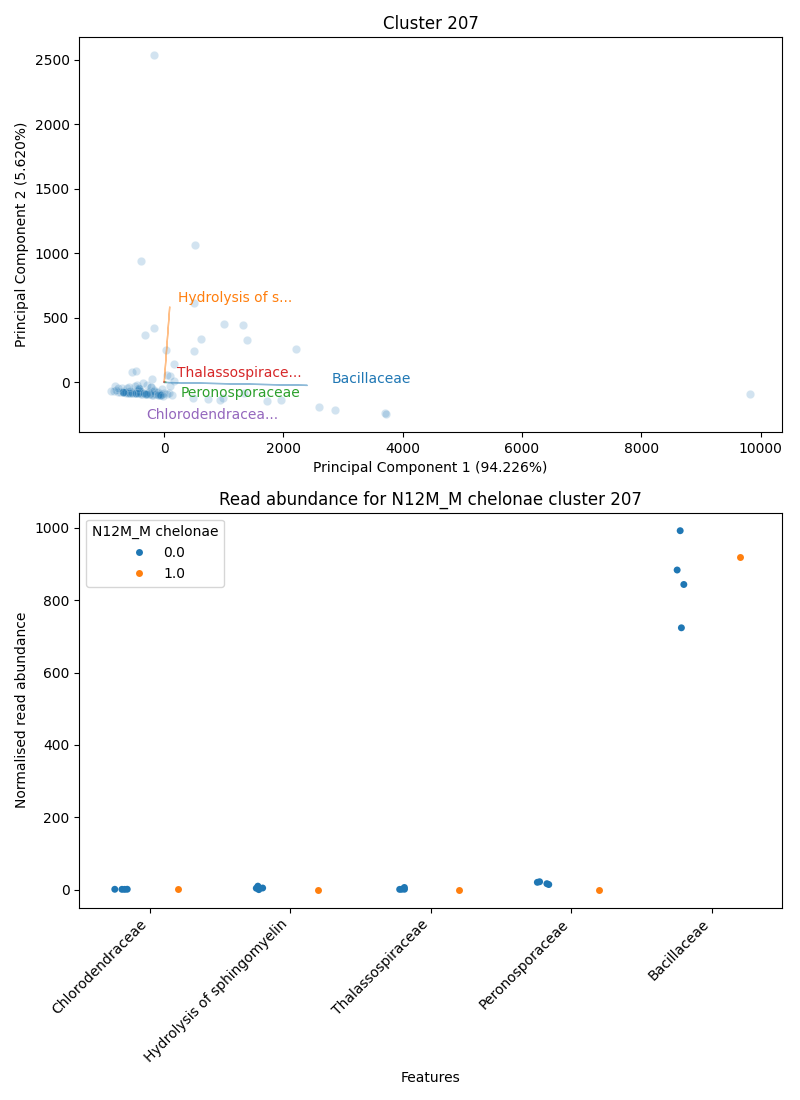 Cluster 207
Principal Component 2 (5.620%)
2500
2000
1500
1000
500
0
Hydrolysis of s...
Thalassospirace...
Bacillaceae
Peronosporaceae
Chlorodendracea...
0 2000 4000 6000 8000 10000
Principal Component 1 (94.226%)
Read abundance for N12M_M chelonae cluster 207
Normalised read abundance
1000
800
600
400
200
0
N12M_M chelonae
0.0
1.0
Chlorodendraceae
Hydrolysis of sphingomyelin
Thalassospiraceae
Peronosporaceae
Bacillaceae
Features